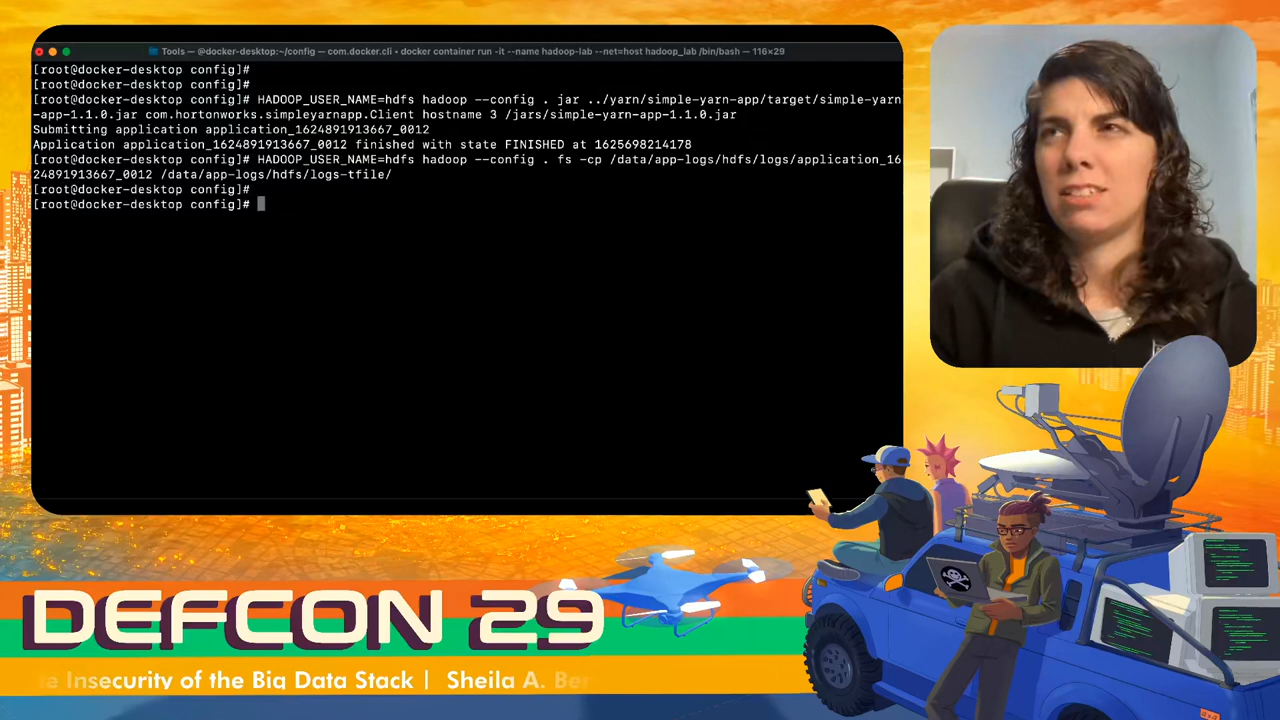 Tools — @docker-desktop:~/config — com.docker.cli • docker container run -it --name hadoop-lab --net=host hadoop_lab /bin/bash — 116×29
[root@docker-desktop config]#
[root@docker-desktop config]#
[root@docker-desktop config]# HADOOP_USER_NAME=hdfs hadoop --config . jar ../yarn/simple-yarn-app/target/simple-yarn
-app-1.1.0.jar com.hortonworks.simpleyarnapp.Client hostname 3 /jars/simple-yarn-app-1.1.0.jar
Submitting application application_1624891913667_0012
Application application_1624891913667_0012 finished with state FINISHED at 1625698214178
[root@docker-desktop config]# HADOOP_USER_NAME=hdfs hadoop --config . fs -cp /data/app-logs/hdfs/logs/application_16
24891913667_0012 /data/app-logs/hdfs/logs-tfile/
[root@docker-desktop config]#
[root@docker-desktop config]#
DEFCON 29
te Insecurity of the Big Data Stack | Sheila A. Ber